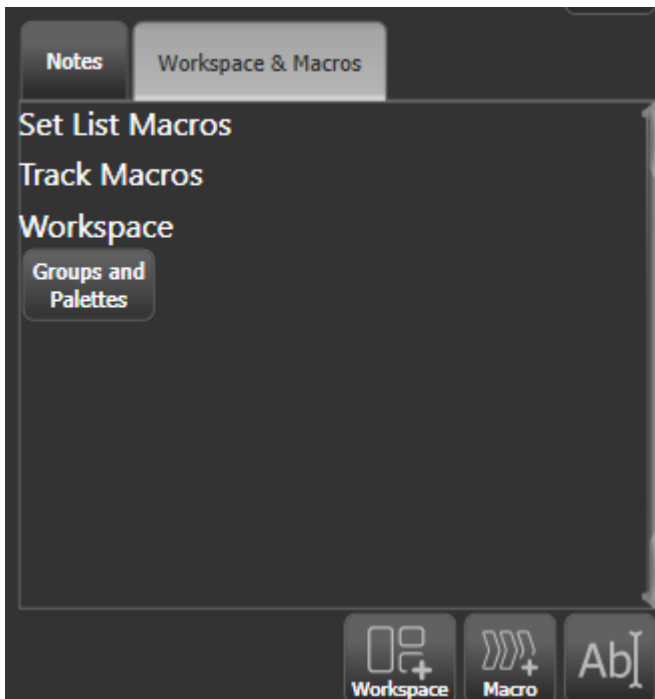 Notes
Workspace & Macros
Set List Macros
Track Macros
Workspace
Groups and
Palettes
Workspace
Macro
Ab